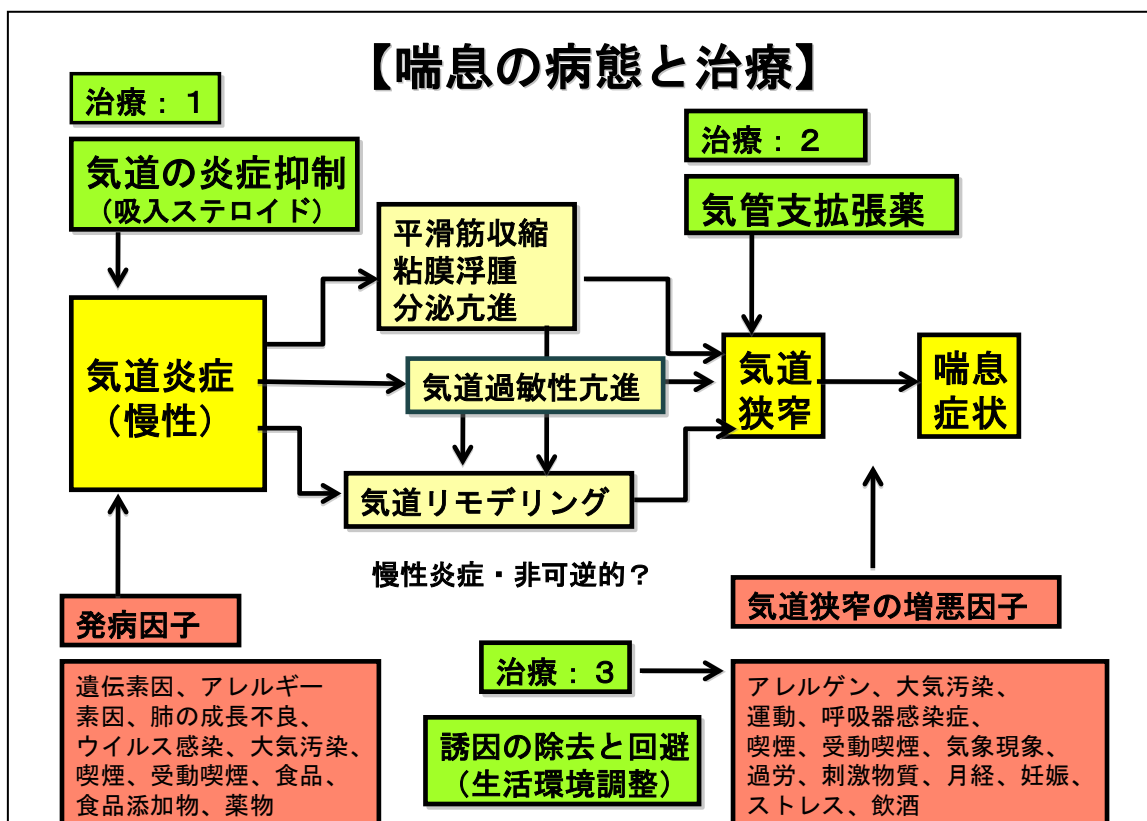 【喘息の病態と治療】
治療：１
気道の炎症抑制
（吸入ステロイド）
治療：２
気管支拡張薬
平滑筋収縮
粘膜浮腫
分泌亢進
気道炎症
（慢性）
気道過敏性亢進
気道
狭窄
喘息
症状
気道リモデリング
慢性炎症・非可逆的？
発病因子
遺伝素因、アレルギー
素因、肺の成長不良、
ウイルス感染、大気汚染、
喫煙、受動喫煙、食品、
食品添加物、薬物
治療：３
誘因の除去と回避
（生活環境調整）
気道狭窄の増悪因子
アレルゲン、大気汚染、
運動、呼吸器感染症、
喫煙、受動喫煙、気象現象、
過労、刺激物質、月経、妊娠、
ストレス、飲酒